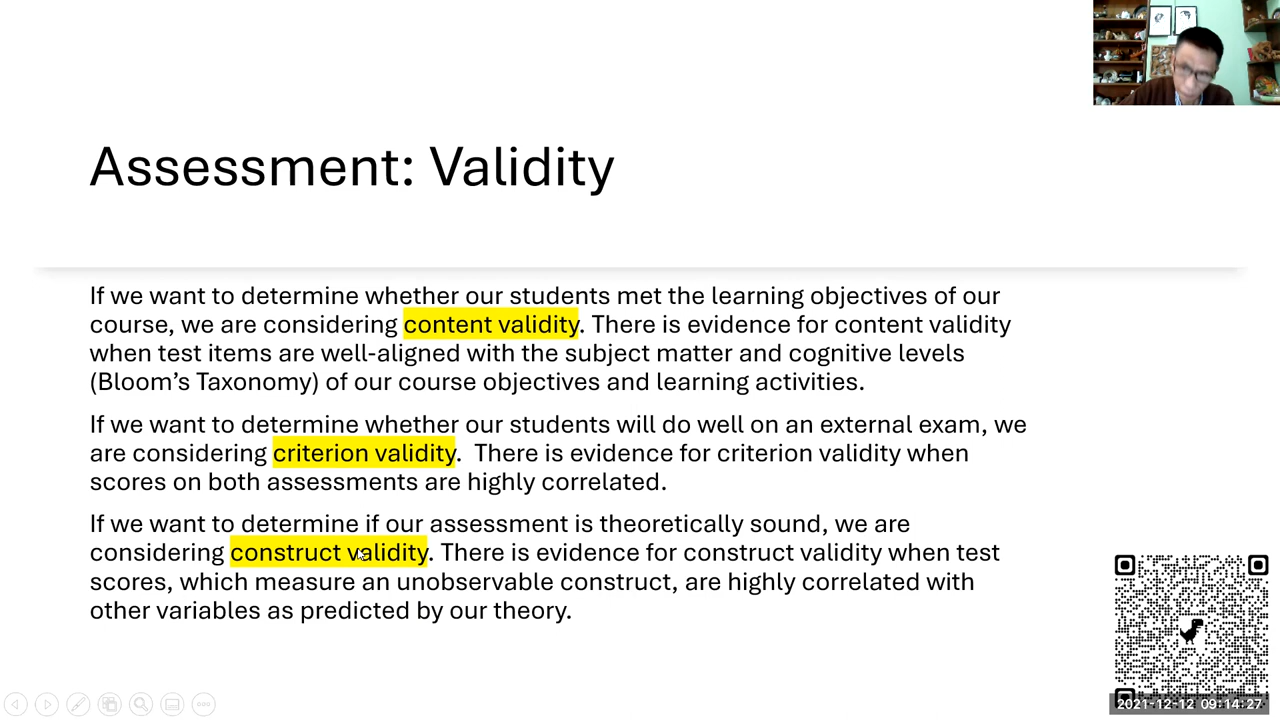 Assessment: Validity
If we want to determine whether our students met the learning objectives of our
course, we are considering content validity. There is evidence for content validity
when test items are well-aligned with the subject matter and cognitive levels
(Bloom’s Taxonomy) of our course objectives and learning activities.
If we want to determine whether our students will do well on an external exam, we
are considering criterion validity.  There is evidence for criterion validity when
scores on both assessments are highly correlated.
If we want to determine if our assessment is theoretically sound, we are
considering construct validity. There is evidence for construct validity when test
scores, which measure an unobservable construct, are highly correlated with
other variables as predicted by our theory.
2021-12-12 09:14:27